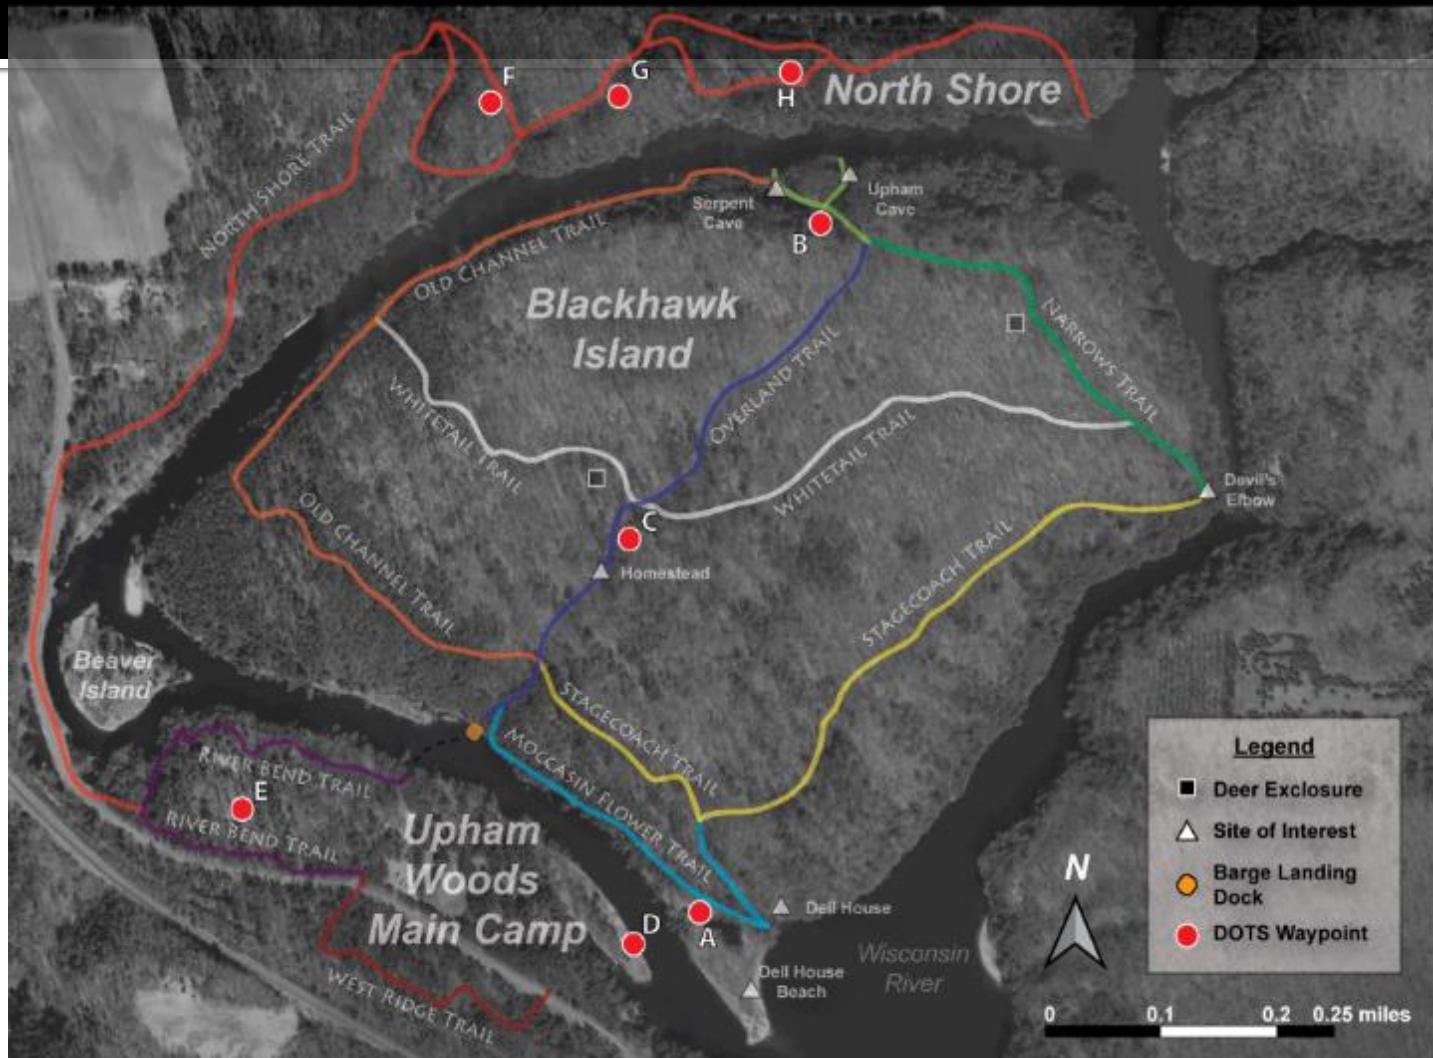 F
G
H
North Shore
NORTH SHORE TRAIL
Serpent
Cave
Upham
Cave
B
OLD CHANNEL TRAIL
Blackhawk
Island
NARROWS TRAIL
OVERLAND TRAIL
WHITETAIL TRAIL
WHITETAIL TRAIL
Devil's
Elbow
OLD CHANNEL TRAIL
C
Homestead
STAGECOACH TRAIL
Beaver
Island
STAGECOACH TRAIL
MOCCASIN FLOWER TRAIL
RIVER BEND TRAIL
E
RIVER BEND TRAIL
Upham
Woods
Main Camp
D
A
Dell House
Dell House
Beach
Wisconsin
River
WEST RIDGE TRAIL
N
Legend
Deer Exclosure
Site of Interest
Barge Landing
Dock
DOTS Waypoint
0 0.1 0.2 0.25 miles